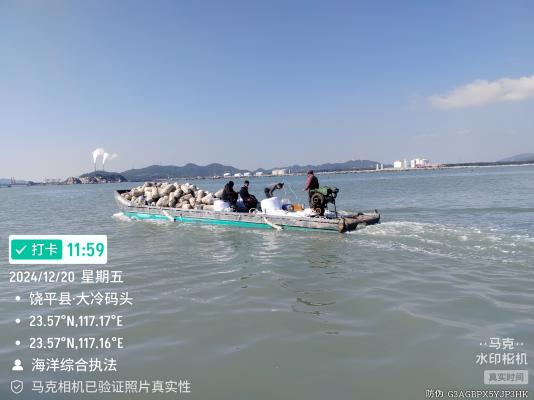 打卡 11:59
2024/12/20 星期五
饶平县·大冷码头
23.57°N,117.17°E
23.57°N,117.16°E
海洋综合执法
马克相机已验证照片真实性
马克
水印相机
真实时间
防伪 G3AGBPX5YJP3HK